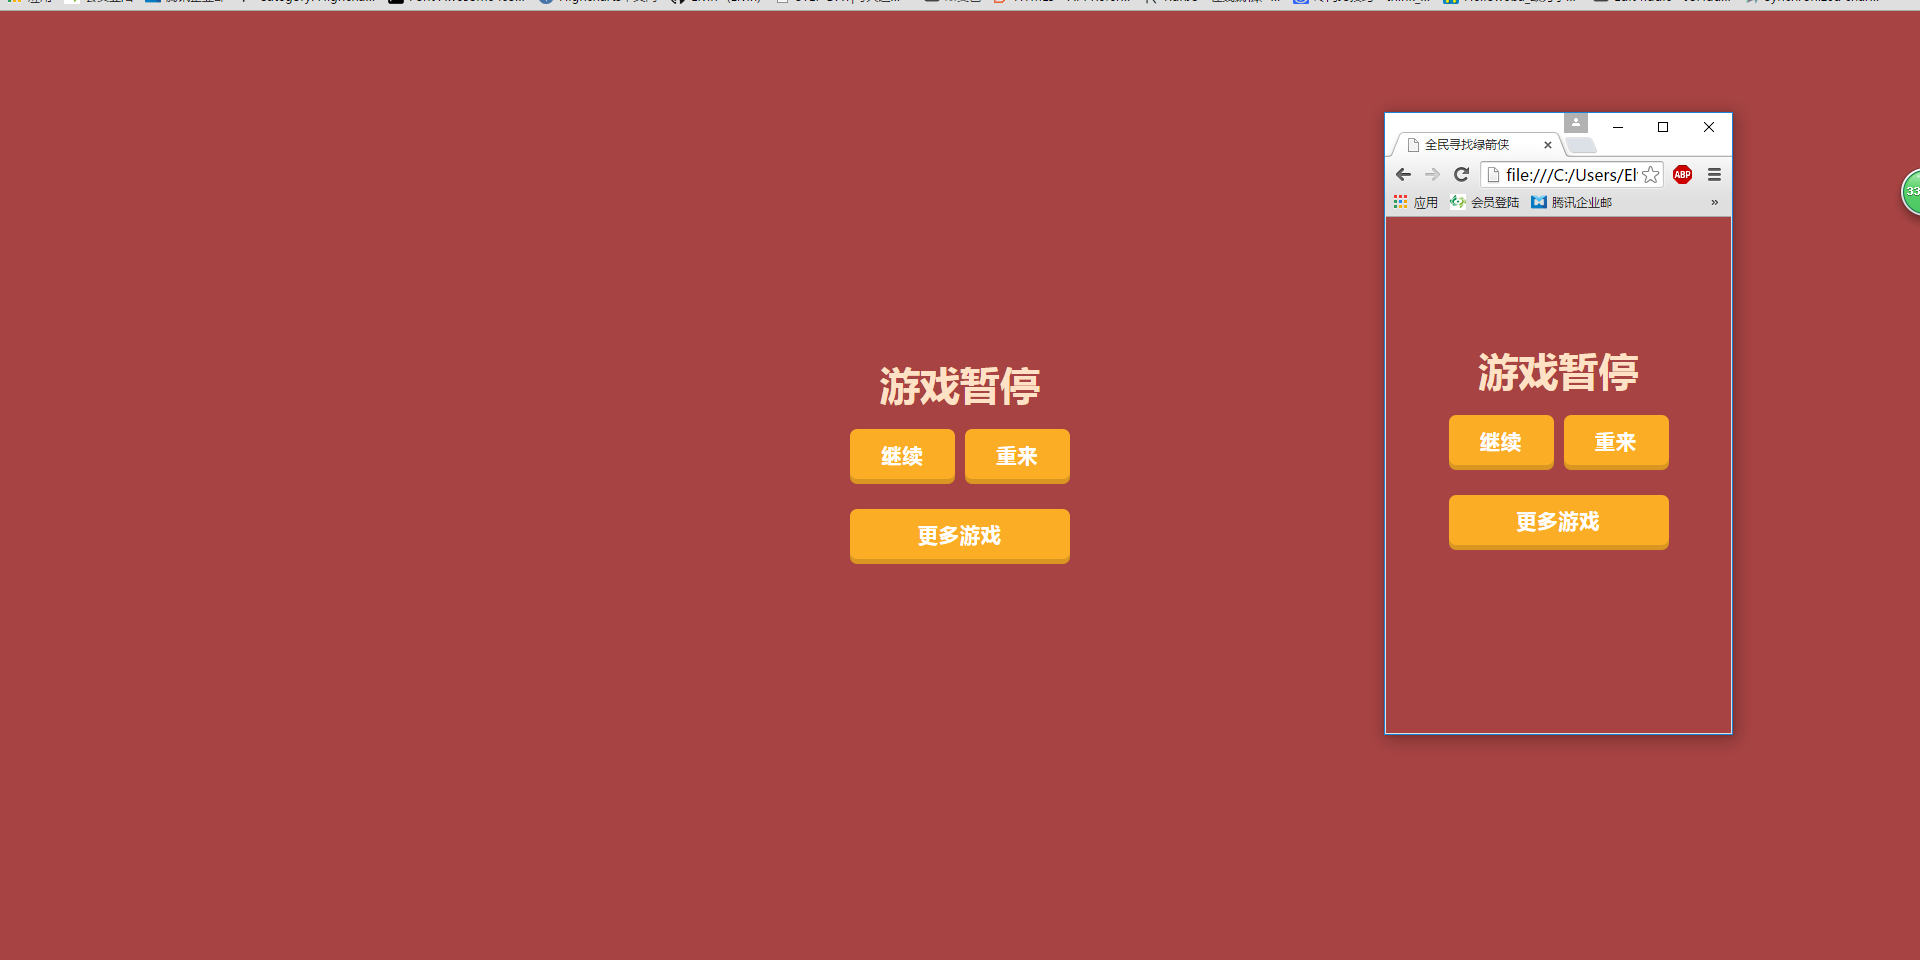 游戏暂停
继续 重来
更多游戏
全民寻找绿箭侠
file:///C:/Users/El
ABP
应用 会员登陆 腾讯企业邮 »
游戏暂停
继续 重来
更多游戏
33